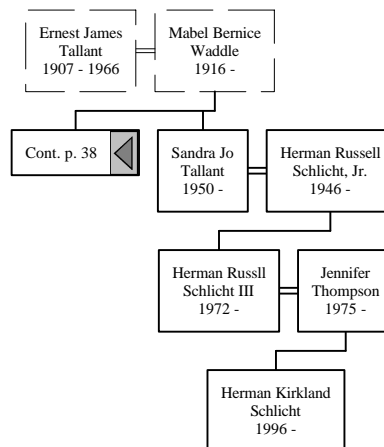 Ernest James
Tallant
1907 - 1966
Mabel Bernice
Waddle
1916 -
Cont. p. 38
Sandra Jo
Tallant
1950 -
Herman Russell
Schlicht, Jr.
1946 -
Herman Russll
Schlicht III
1972 -
Jennifer
Thompson
1975 -
Herman Kirkland
Schlicht
1996 -